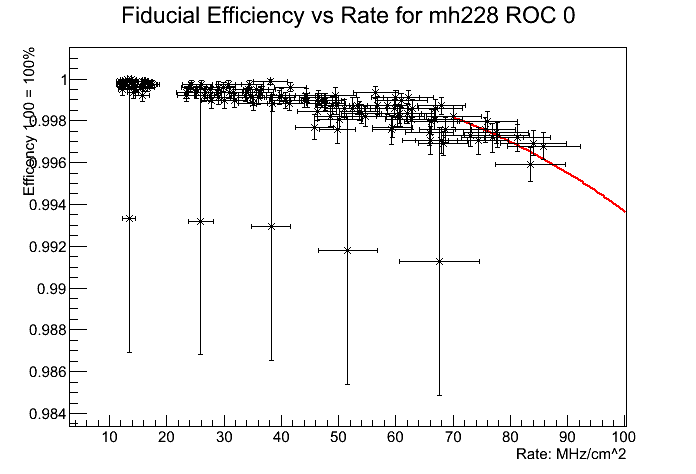 Fiducial Efficiency vs Rate for mh228 ROC 0
Efficency 1.00 = 100%
1
0.998
0.996
0.994
0.992
0.99
0.988
0.986
0.984
10 20 30 40 50 60 70 80 90 100
Rate: MHz/cm^2